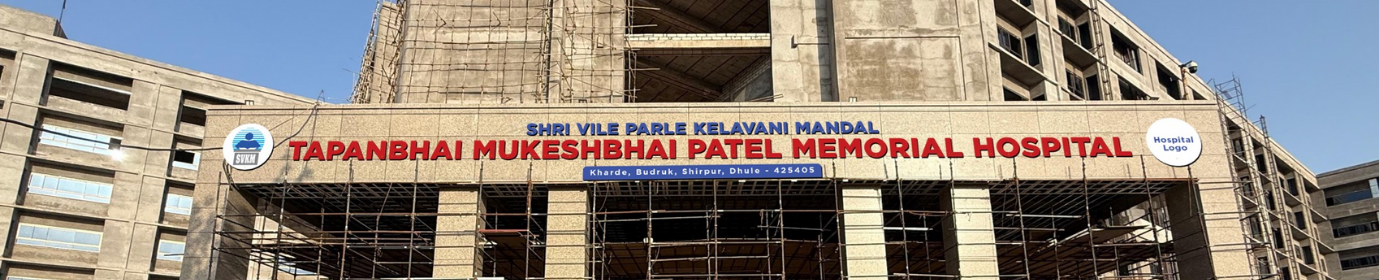 SHRI VILE PARLE KELAVANI MANDAL
SVKM
TAPANBHAI MUKESHBHAI PATEL MEMORIAL HOSPITAL
Hospital
Logo
Kharde, Budruk, Shirpur, Dhule - 425405